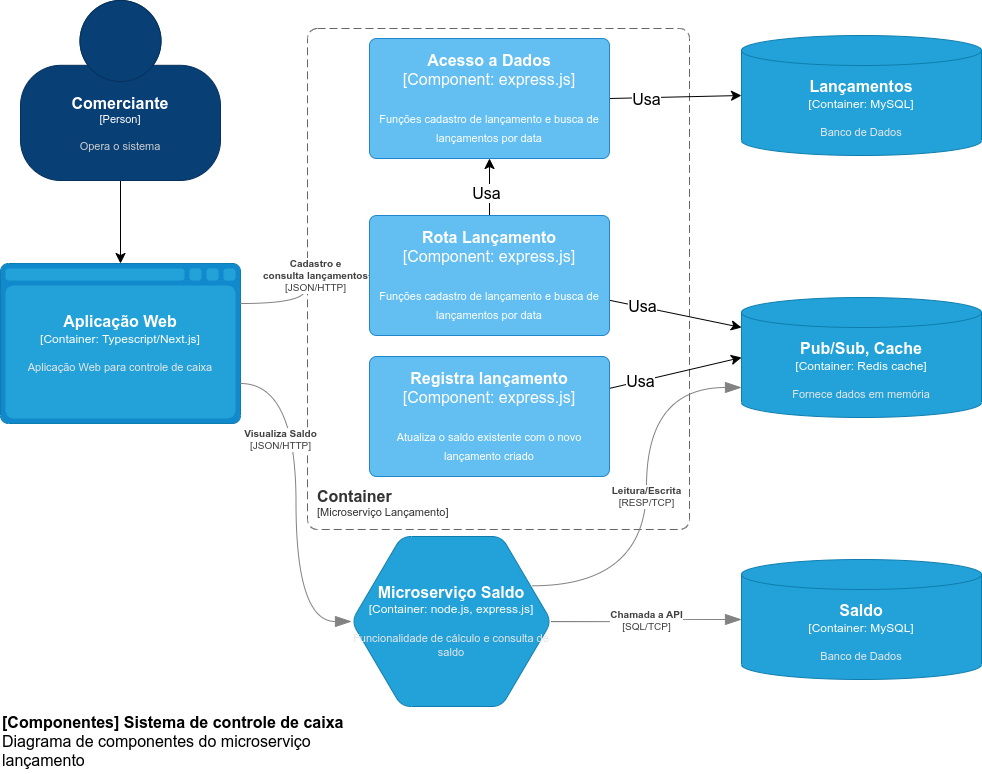 Comerciante
[Person]
Opera o sistema
Aplicação Web
[Container: Typescript/Next.js]
Aplicação Web para controle de caixa
Cadastro e
consulta lançamentos
[JSON/HTTP]
Visualiza Saldo
[JSON/HTTP]
Acesso a Dados
[Component: express.js]
Funções cadastro de lançamento e busca de
lançamentos por data
Usa
Rota Lançamento
[Component: express.js]
Funções cadastro de lançamento e busca de
lançamentos por data
Registra lançamento
[Component: express.js]
Atualiza o saldo existente com o novo
lançamento criado
Container
[Microserviço Lançamento]
Usa
Usa
Usa
Leitura/Escrita
[RESP/TCP]
Lançamentos
[Container: MySQL]
Banco de Dados
Pub/Sub, Cache
[Container: Redis cache]
Fornece dados em memória
Microserviço Saldo
[Container: node.js, express.js]
Funcionalidade de cálculo e consulta do
saldo
Chamada a API
[SQL/TCP]
Saldo
[Container: MySQL]
Banco de Dados
[Componentes] Sistema de controle de caixa
Diagrama de componentes do microserviço
lançamento